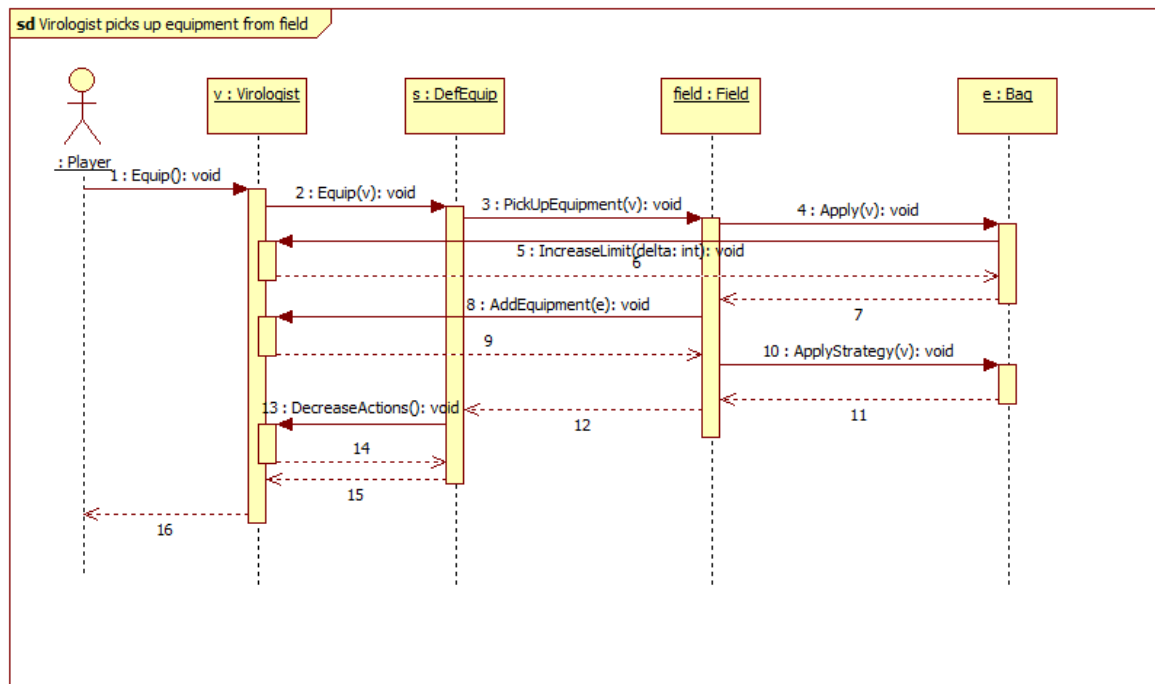 sd Virologist picks up equipment from field
v : Virologist
s : DefEquip
field : Field
e : Bag
: Player
1 : Equip(): void
2 : Equip(v): void
3 : PickUpEquipment(v): void
4 : Apply(v): void
5 : IncreaseLimit(delta: int): void
6
7
8 : AddEquipment(e): void
9
10 : ApplyStrategy(v): void
11
12
13 : DecreaseActions(): void
14
15
16